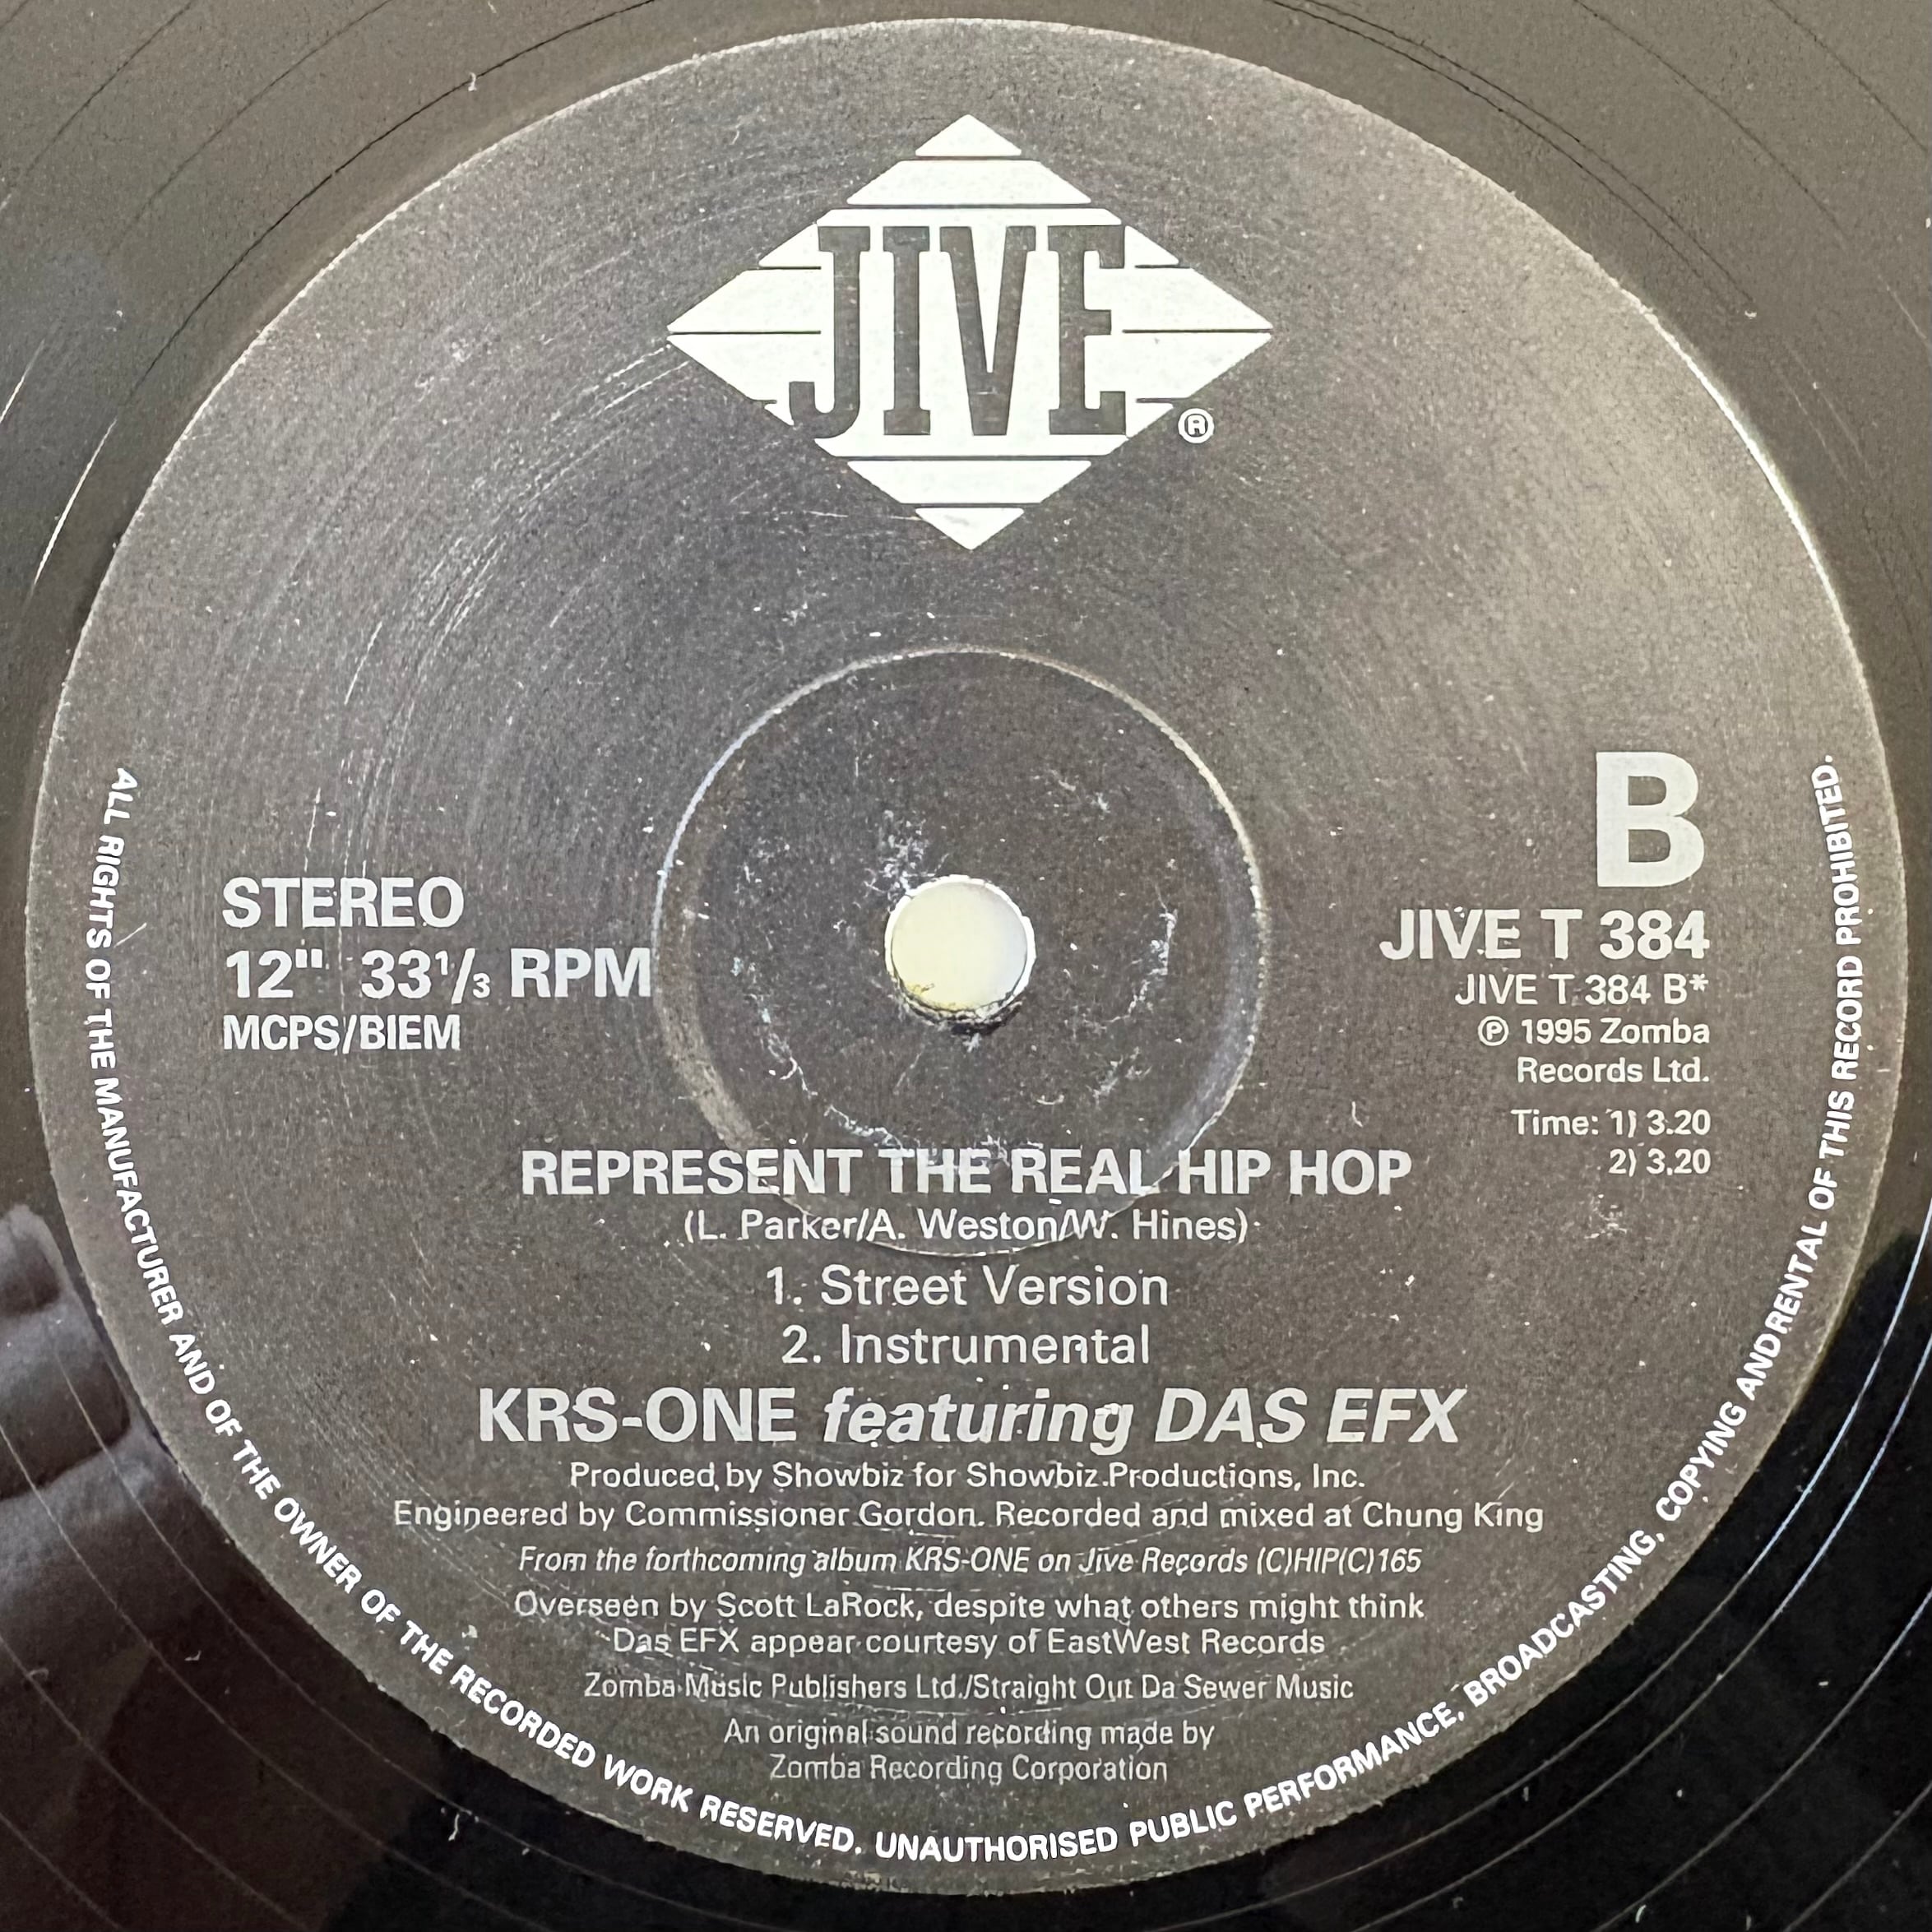 JIVE
®
B
STEREO
12" 33 1/3 RPM
MCPS/BIEM
JIVE T 384
JIVE T 384 B*
℗ 1995 Zomba
Records Ltd.
Time: 1) 3.20
2) 3.20
REPRESENT THE REAL HIP HOP
(L. Parker/A. Weston/W. Hines)
1. Street Version
2. Instrumental
KRS-ONE featuring DAS EFX
Produced by Showbiz for Showbiz Productions, Inc.
Engineered by Commissioner Gordon. Recorded and mixed at Chung King
From the forthcoming album KRS-ONE on Jive Records (C)HIP(C)165
Overseen by Scott LaRock, despite what others might think
Das EFX appear courtesy of EastWest Records
Zomba Music Publishers Ltd./Straight Out Da Sewer Music
An original sound recording made by
Zomba Recording Corporation
ALL RIGHTS OF THE MANUFACTURER AND OF THE OWNER OF THE RECORDED WORK RESERVED. UNAUTHORISED PUBLIC PERFORMANCE, BROADCASTING, COPYING ANDRENTAL OF THIS RECORD PROHIBITED.